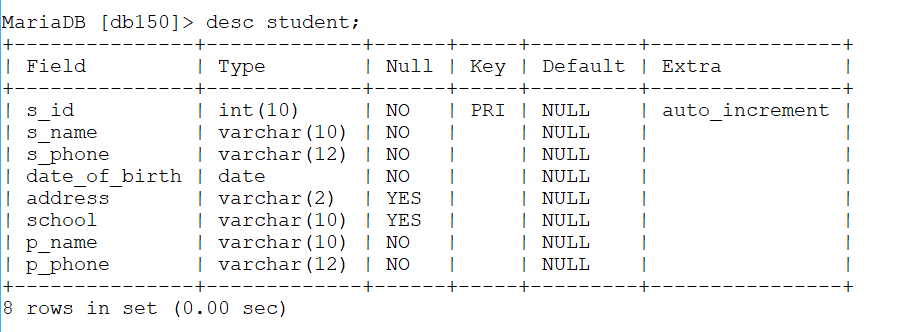 MariaDB [db150]> desc student;
+---------------+-------------+------+-----+---------+----------------+
| Field         | Type        | Null | Key | Default | Extra          |
+---------------+-------------+------+-----+---------+----------------+
| s_id          | int(10)     | NO   | PRI | NULL    | auto_increment |
| s_name        | varchar(10) | NO   |     | NULL    |                |
| s_phone       | varchar(12) | NO   |     | NULL    |                |
| date_of_birth | date        | NO   |     | NULL    |                |
| address       | varchar(2)  | YES  |     | NULL    |                |
| school        | varchar(10) | YES  |     | NULL    |                |
| p_name        | varchar(10) | NO   |     | NULL    |                |
| p_phone       | varchar(12) | NO   |     | NULL    |                |
+---------------+-------------+------+-----+---------+----------------+
8 rows in set (0.00 sec)